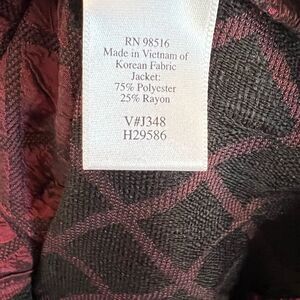 RN 98516
Made in Vietnam of
Korean Fabric
Jacket:
75% Polyester
25% Rayon
V#J348
H29586